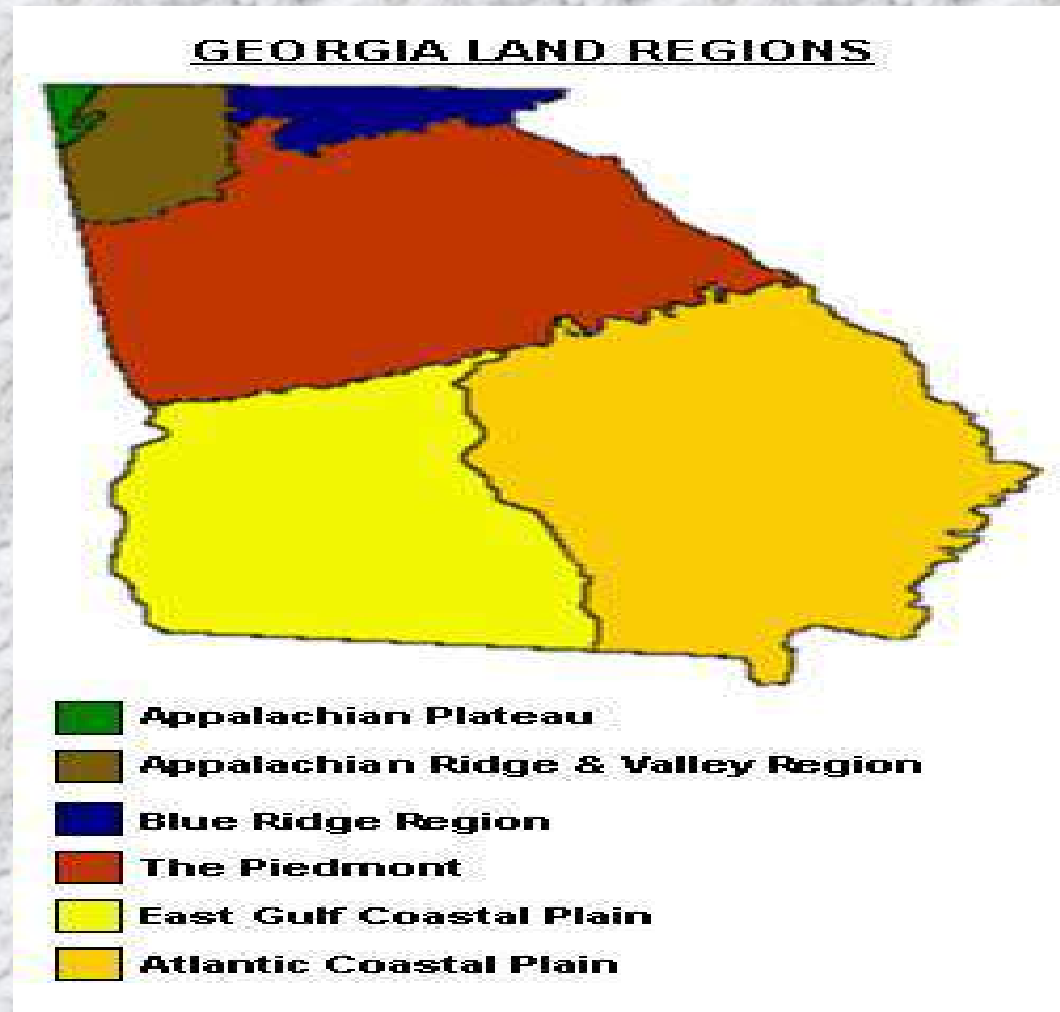 GEORGIA LAND REGIONS
Appalachian Plateau
Appalachian Ridge & Valley Region
Blue Ridge Region
The Piedmont
East Gulf Coastal Plain
Atlantic Coastal Plain